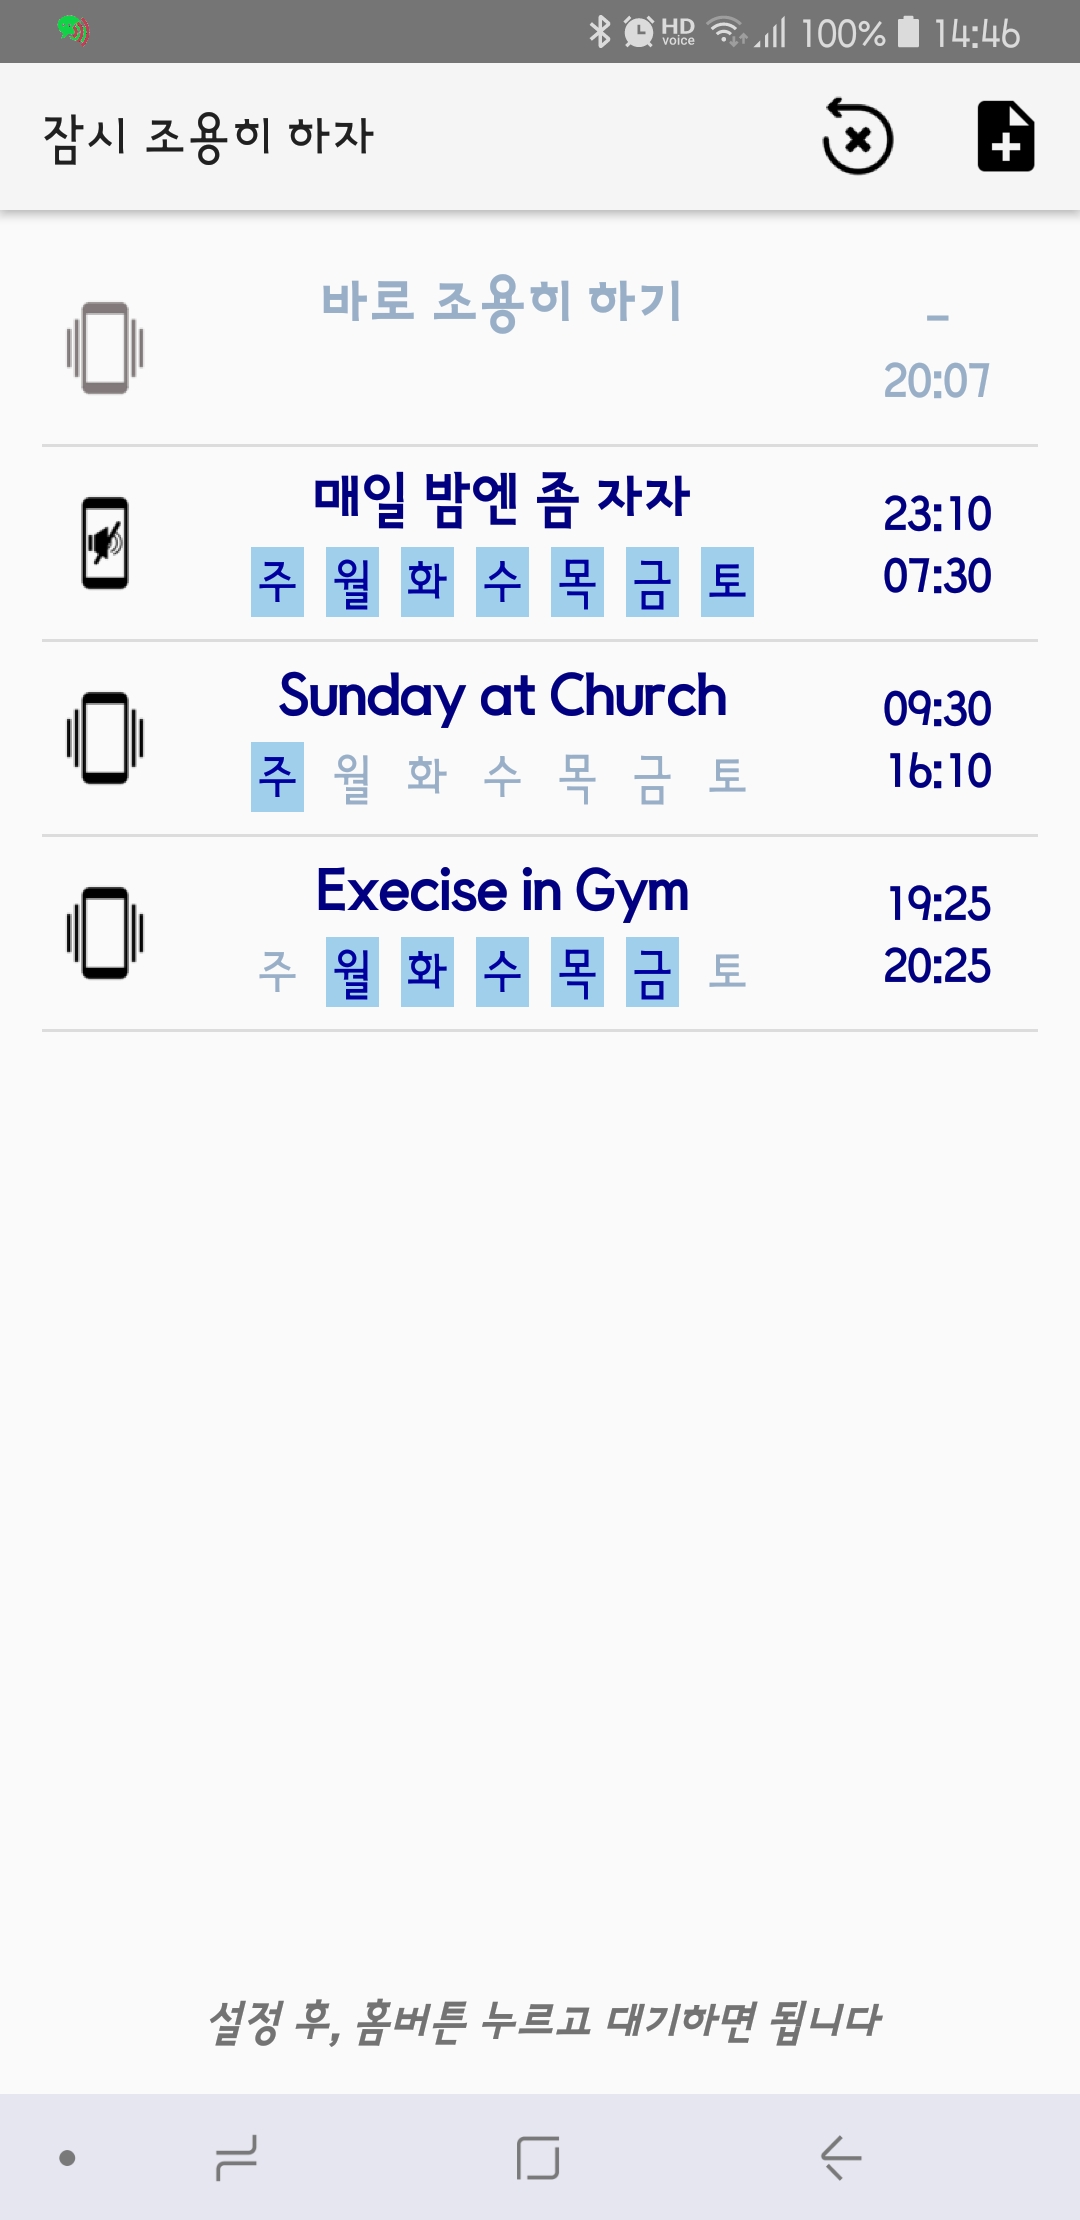 HD voice 100% 14:46
잠시 조용히 하자
바로 조용히 하기
–
20:07
매일 밤엔 좀 자자
23:10
주 월 화 수 목 금 토
07:30
Sunday at Church
09:30
주 월 화 수 목 금 토
16:10
Execise in Gym
19:25
주 월 화 수 목 금 토
20:25
설정 후, 홈버튼 누르고 대기하면 됩니다